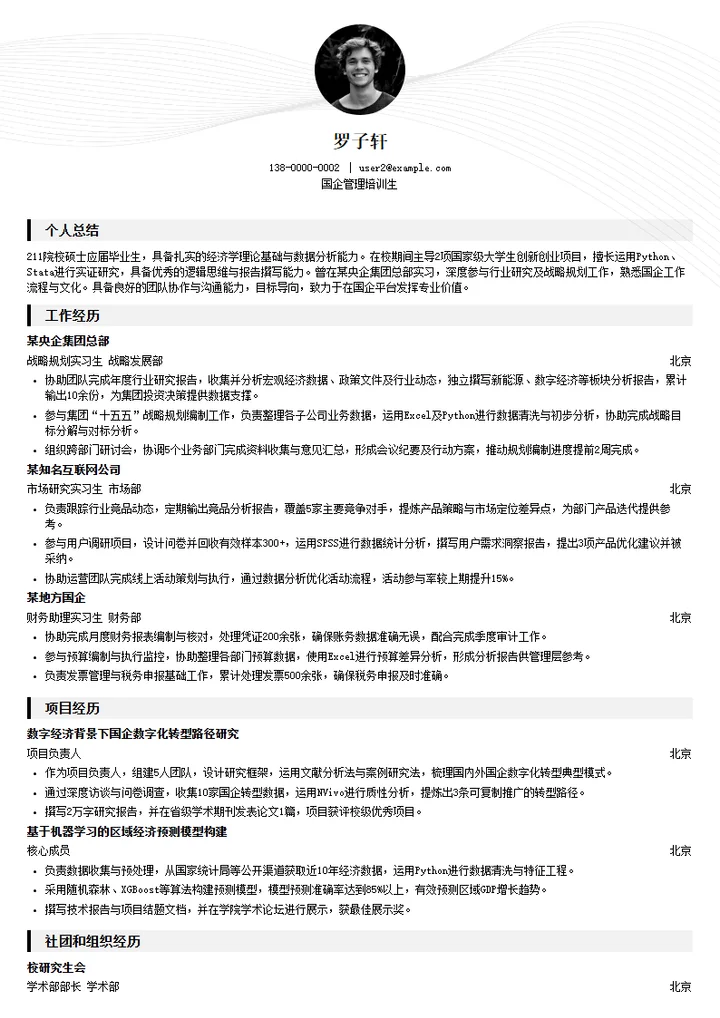 罗子轩
138-0000-0002 | user2@example.com
国企管理培训生
个人总结
211院校硕士应届毕业生，具备扎实的经济学理论基础与数据分析能力。在校期间主导2项国家级大学生创新创业项目，擅长运用Python、
Stata进行实证研究，具备优秀的逻辑思维与报告撰写能力。曾在某央企集团总部实习，深度参与行业研究及战略规划工作，熟悉国企工作
流程与文化。具备良好的团队协作与沟通能力，目标导向，致力于在国企平台发挥专业价值。
工作经历
某央企集团总部
战略规划实习生 战略发展部 北京
• 协助团队完成年度行业研究报告，收集并分析宏观经济数据、政策文件及行业动态，独立撰写新能源、数字经济等板块分析报告，累计
输出10余份，为集团投资决策提供数据支撑。
• 参与集团“十五五”战略规划编制工作，负责整理各子公司业务数据，运用Excel及Python进行数据清洗与初步分析，协助完成战略目
标分解与对标分析。
• 组织跨部门研讨会，协调5个业务部门完成资料收集与意见汇总，形成会议纪要及行动方案，推动规划编制进度提前2周完成。
某知名互联网公司
市场研究实习生 市场部 北京
• 负责跟踪行业竞品动态，定期输出竞品分析报告，覆盖5家主要竞争对手，提炼产品策略与市场定位差异点，为部门产品迭代提供参
考。
• 参与用户调研项目，设计问卷并回收有效样本300+，运用SPSS进行数据统计分析，撰写用户需求洞察报告，提出3项产品优化建议并被
采纳。
• 协助运营团队完成线上活动策划与执行，通过数据分析优化活动流程，活动参与率较上期提升15%。
某地方国企
财务助理实习生 财务部 北京
• 协助完成月度财务报表编制与核对，处理凭证200余张，确保账务数据准确无误，配合完成季度审计工作。
• 参与预算编制与执行监控，协助整理各部门预算数据，使用Excel进行预算差异分析，形成分析报告供管理层参考。
• 负责发票管理与税务申报基础工作，累计处理发票500余张，确保税务申报及时准确。
项目经历
数字经济背景下国企数字化转型路径研究
项目负责人 北京
• 作为项目负责人，组建5人团队，设计研究框架，运用文献分析法与案例研究法，梳理国内外国企数字化转型典型模式。
• 通过深度访谈与问卷调查，收集10家国企转型数据，运用NVivo进行质性分析，提炼出3条可复制推广的转型路径。
• 撰写2万字研究报告，并在省级学术期刊发表论文1篇，项目获评校级优秀项目。
基于机器学习的区域经济预测模型构建
核心成员 北京
• 负责数据收集与预处理，从国家统计局等公开渠道获取近10年经济数据，运用Python进行数据清洗与特征工程。
• 采用随机森林、XGBoost等算法构建预测模型，模型预测准确率达到85%以上，有效预测区域GDP增长趋势。
• 撰写技术报告与项目结题文档，并在学院学术论坛进行展示，获最佳展示奖。
社团和组织经历
校研究生会
学术部部长 学术部 北京